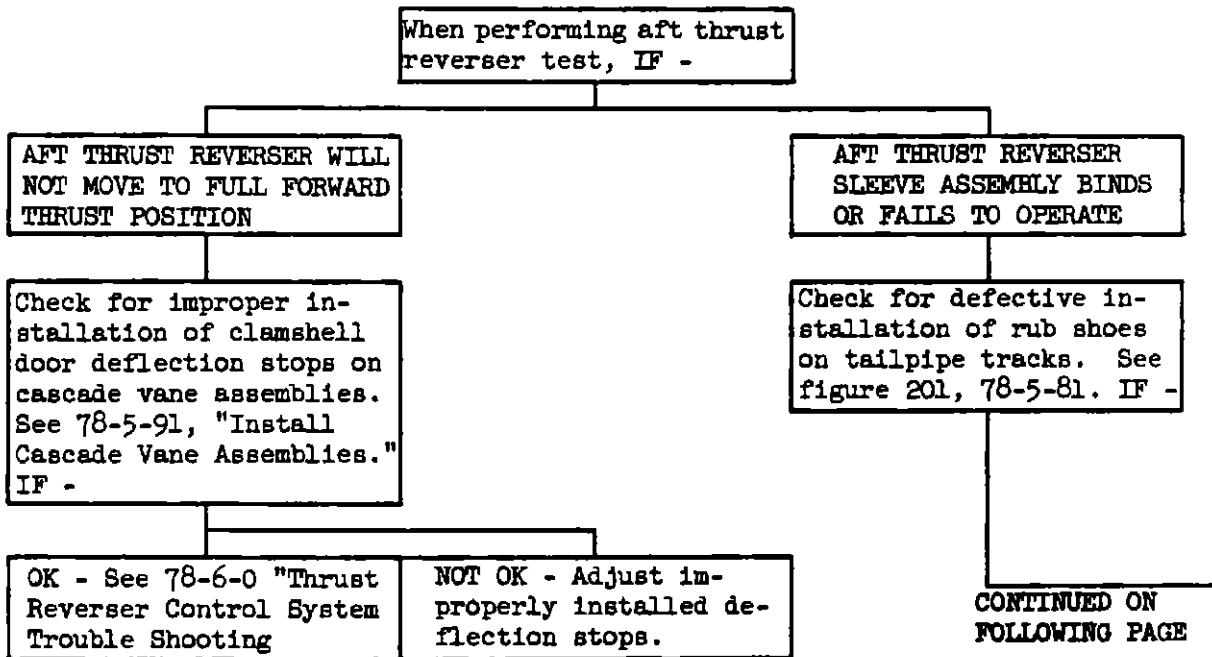 When performing aft thrust
reverser test, IF -
AFT THRUST REVERSER WILL
NOT MOVE TO FULL FORWARD
THRUST POSITION
Check for improper in-
stallation of clamshell
door deflection stops on
cascade vane assemblies.
See 78-5-91, "Install
Cascade Vane Assemblies."
IF -
OK - See 78-6-0 "Thrust
Reverser Control System
Trouble Shooting
NOT OK - Adjust im-
properly installed de-
flection stops.
AFT THRUST REVERSER
SLEEVE ASSEMBLY BINDS
OR FAILS TO OPERATE
Check for defective in-
stallation of rub shoes
on tailpipe tracks. See
figure 201, 78-5-81. IF -
CONTINUED ON
FOLLOWING PAGE